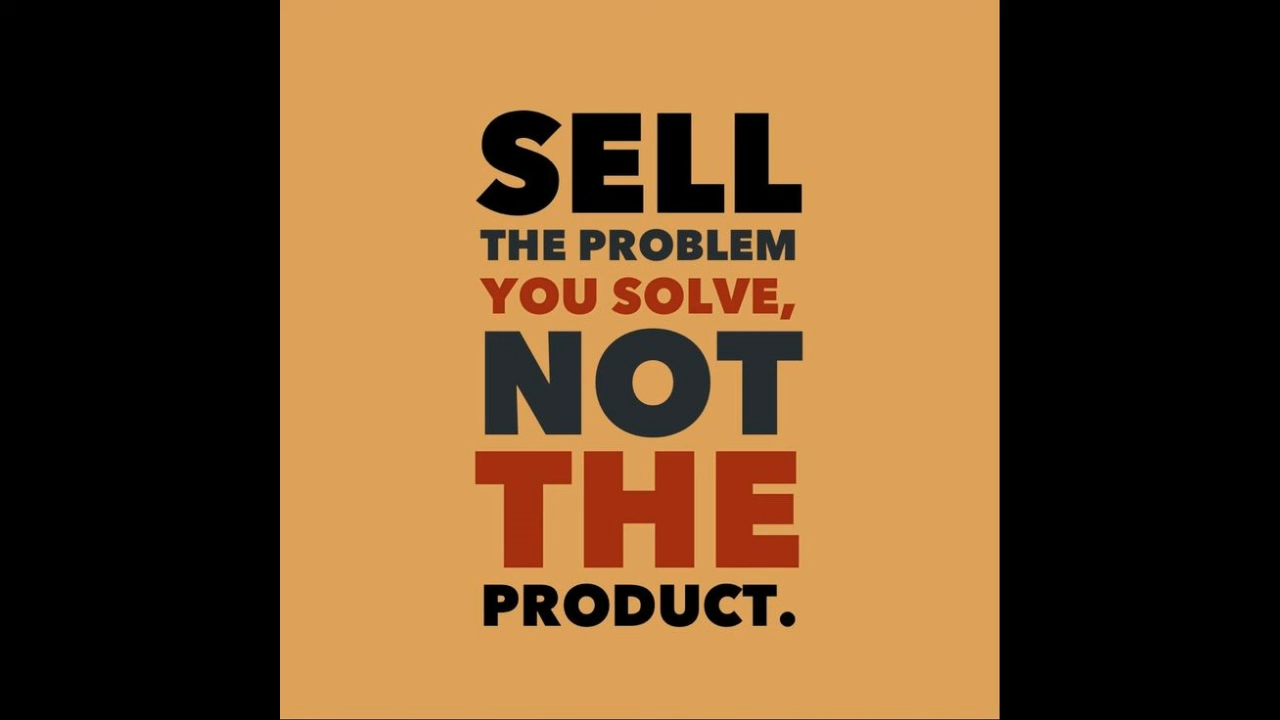 SELL
THE PROBLEM
YOU SOLVE,
NOT
THE
PRODUCT.